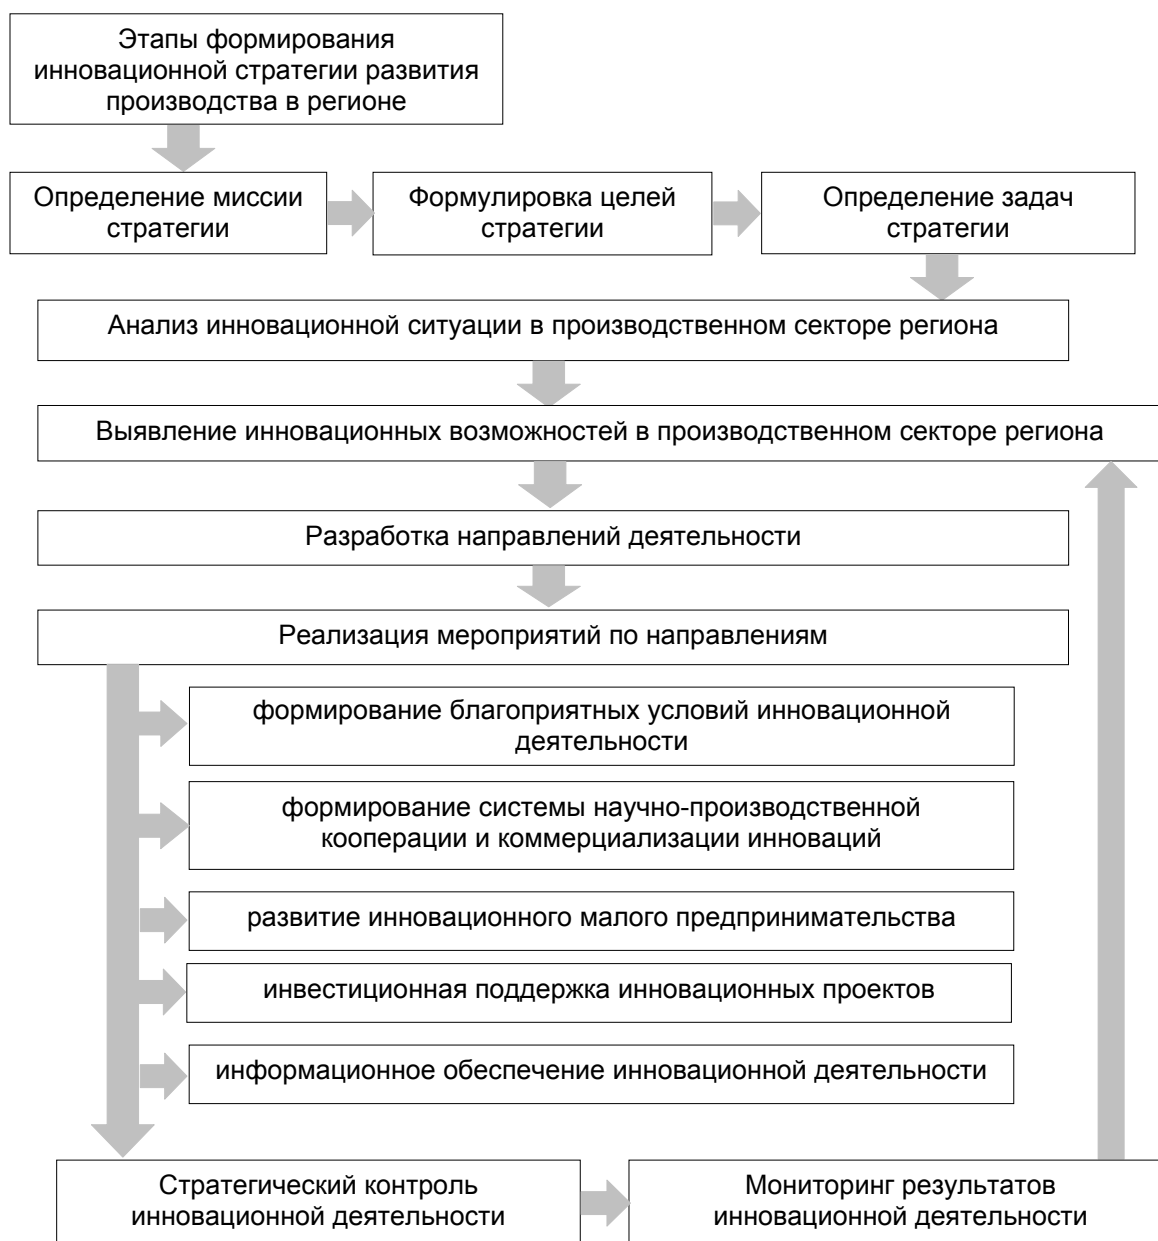 Этапы формирования
инновационной стратегии развития
производства в регионе
Определение миссии
стратегии
Формулировка целей
стратегии
Определение задач
стратегии
Анализ инновационной ситуации в производственном секторе региона
Выявление инновационных возможностей в производственном секторе региона
Разработка направлений деятельности
Реализация мероприятий по направлениям
формирование благоприятных условий инновационной
деятельности
формирование системы научно-производственной
кооперации и коммерциализации инноваций
развитие инновационного малого предпринимательства
инвестиционная поддержка инновационных проектов
информационное обеспечение инновационной деятельности
Стратегический контроль
инновационной деятельности
Мониторинг результатов
инновационной деятельности